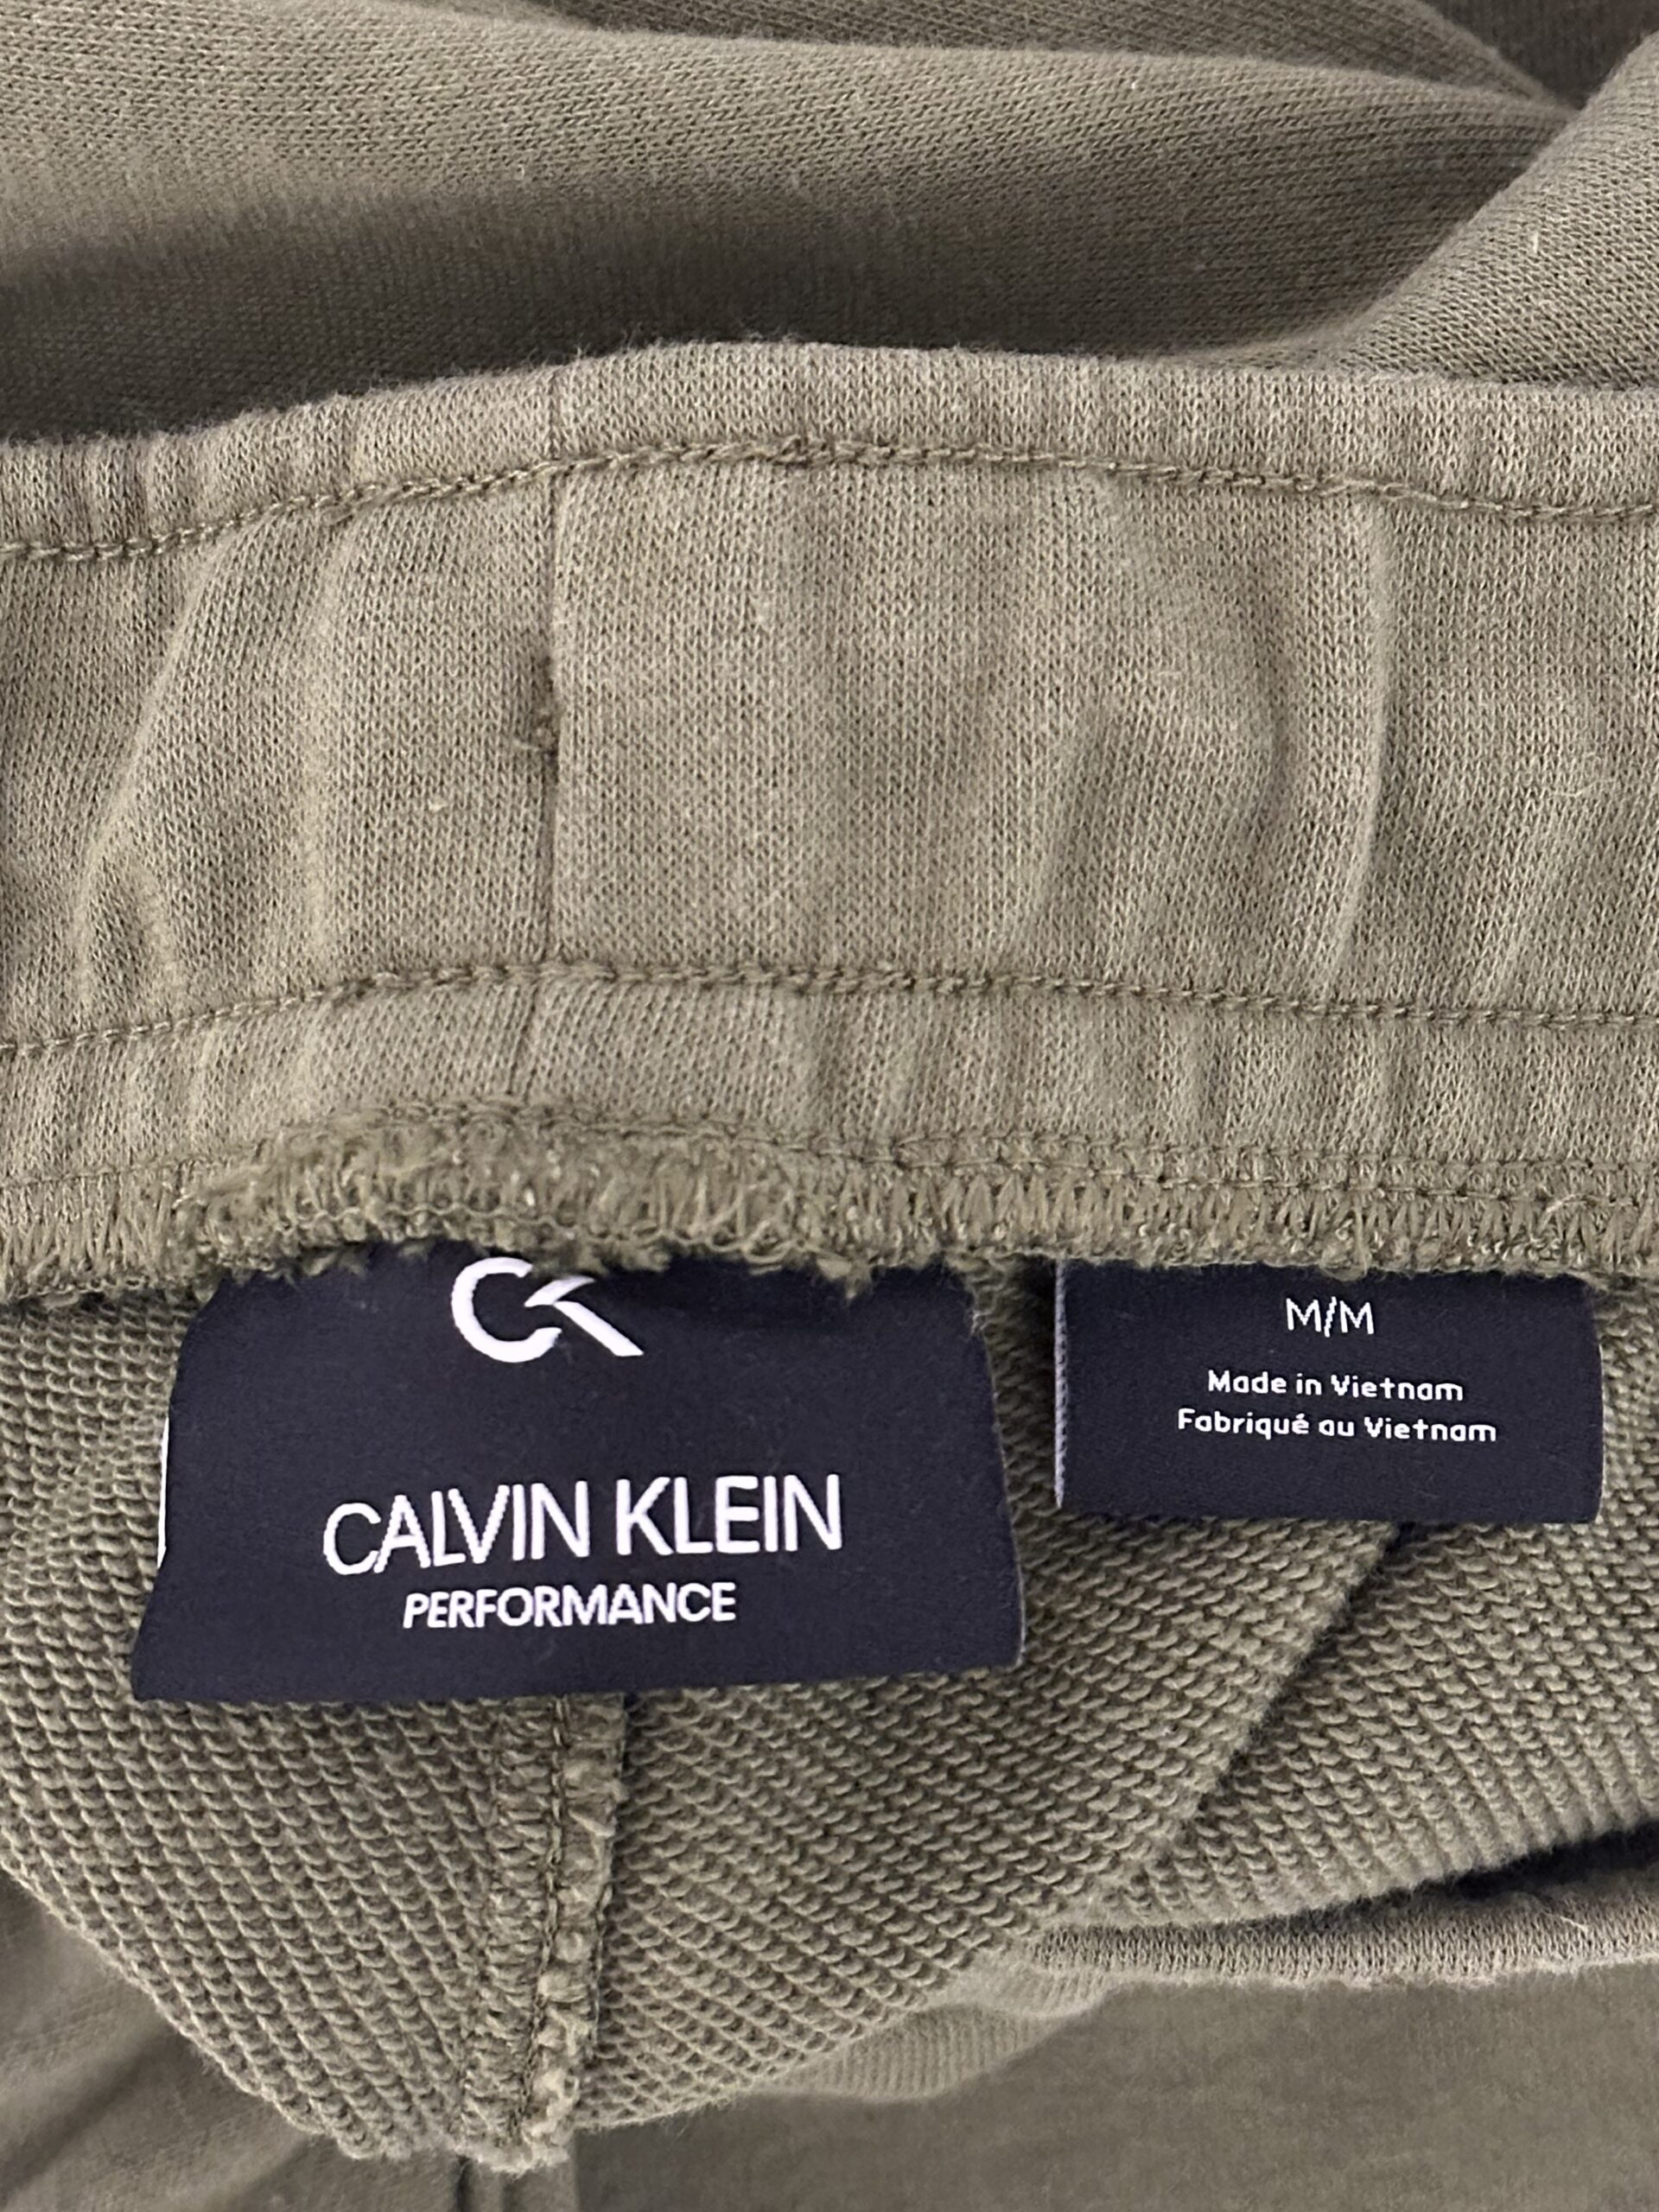 CK
CALVIN KLEIN
PERFORMANCE
M/M
Made in Vietnam
Fabriqué au Vietnam